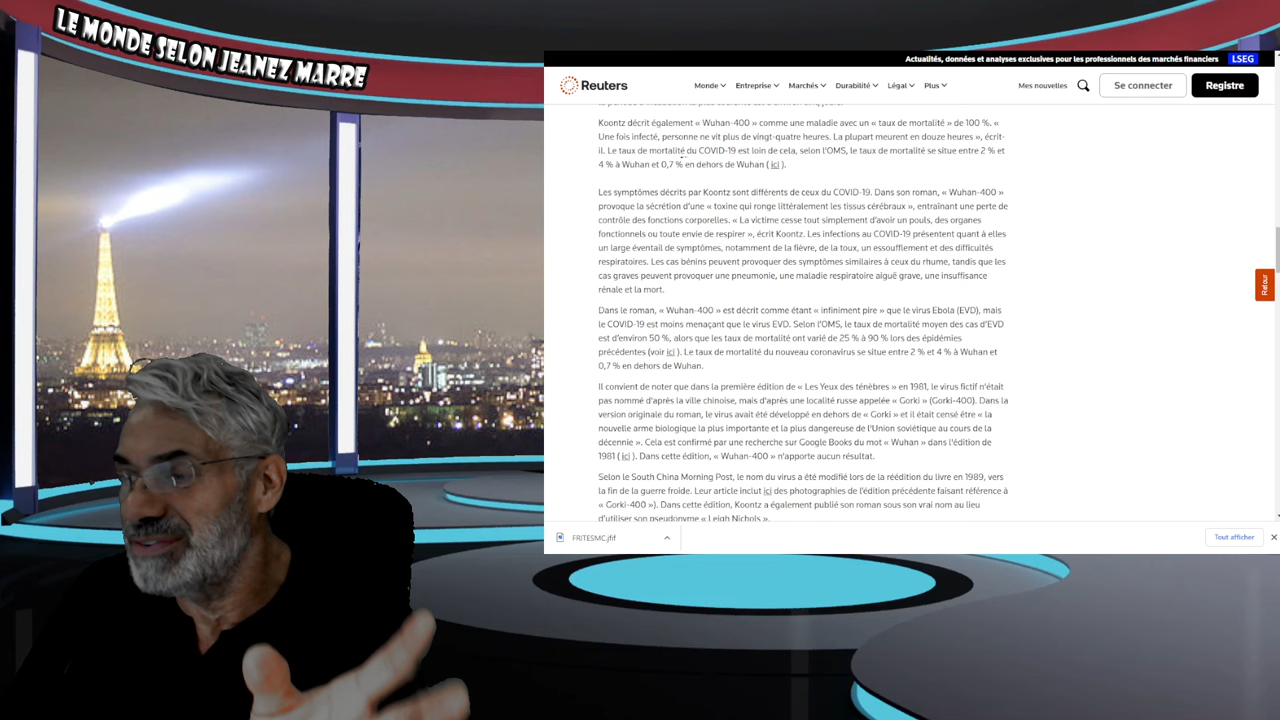 LE MONDE SELON JEANEZ MARRE
Actualités, données et analyses exclusives pour les professionnels des marchés financiers LSEG
Reuters Monde Entreprise Marchés Durabilité Légal Plus Mes nouvelles Se connecter Registre
Koontz décrit également « Wuhan-400 » comme une maladie avec un « taux de mortalité » de 100 %. «
Une fois infecté, personne ne vit plus de vingt-quatre heures. La plupart meurent en douze heures », écrit-
il. Le taux de mortalité du COVID-19 est loin de cela, selon l'OMS, le taux de mortalité se situe entre 2 % et
4 % à Wuhan et 0,7 % en dehors de Wuhan ( ici ).
Les symptômes décrits par Koontz sont différents de ceux du COVID-19. Dans son roman, « Wuhan-400 »
provoque la sécrétion d'une « toxine qui ronge littéralement les tissus cérébraux », entraînant une perte de
contrôle des fonctions corporelles. « La victime cesse tout simplement d'avoir un pouls, des organes
fonctionnels ou toute envie de respirer », écrit Koontz. Les infections au COVID-19 présentent quant à elles
un large éventail de symptômes, notamment de la fièvre, de la toux, un essoufflement et des difficultés
respiratoires. Les cas bénins peuvent provoquer des symptômes similaires à ceux du rhume, tandis que les
cas graves peuvent provoquer une pneumonie, une maladie respiratoire aiguë grave, une insuffisance
rénale et la mort.
Dans le roman, « Wuhan-400 » est décrit comme étant « infiniment pire » que le virus Ebola (EVD), mais
le COVID-19 est moins menaçant que le virus EVD. Selon l'OMS, le taux de mortalité moyen des cas d'EVD
est d'environ 50 %, alors que les taux de mortalité ont varié de 25 % à 90 % lors des épidémies
précédentes (voir ici ). Le taux de mortalité du nouveau coronavirus se situe entre 2 % et 4 % à Wuhan et
0,7 % en dehors de Wuhan.
Il convient de noter que dans la première édition de « Les Yeux des ténèbres » en 1981, le virus fictif n'était
pas nommé d'après la ville chinoise, mais d'après une localité russe appelée « Gorki » (Gorki-400). Dans la
version originale du roman, le virus avait été développé en dehors de « Gorki » et il était censé être « la
nouvelle arme biologique la plus importante et la plus dangereuse de l'Union soviétique au cours de la
décennie ». Cela est confirmé par une recherche sur Google Books du mot « Wuhan » dans l'édition de
1981 ( ici ). Dans cette édition, « Wuhan-400 » n'apporte aucun résultat.
Selon le South China Morning Post, le nom du virus a été modifié lors de la réédition du livre en 1989, vers
la fin de la guerre froide. Leur article inclut ici des photographies de l'édition précédente faisant référence à
« Gorki-400 »). Dans cette édition, Koontz a également publié son roman sous son vrai nom au lieu
d'utiliser son pseudonyme « Leigh Nichols ».
Retour
FRITESMC.jfif Tout afficher